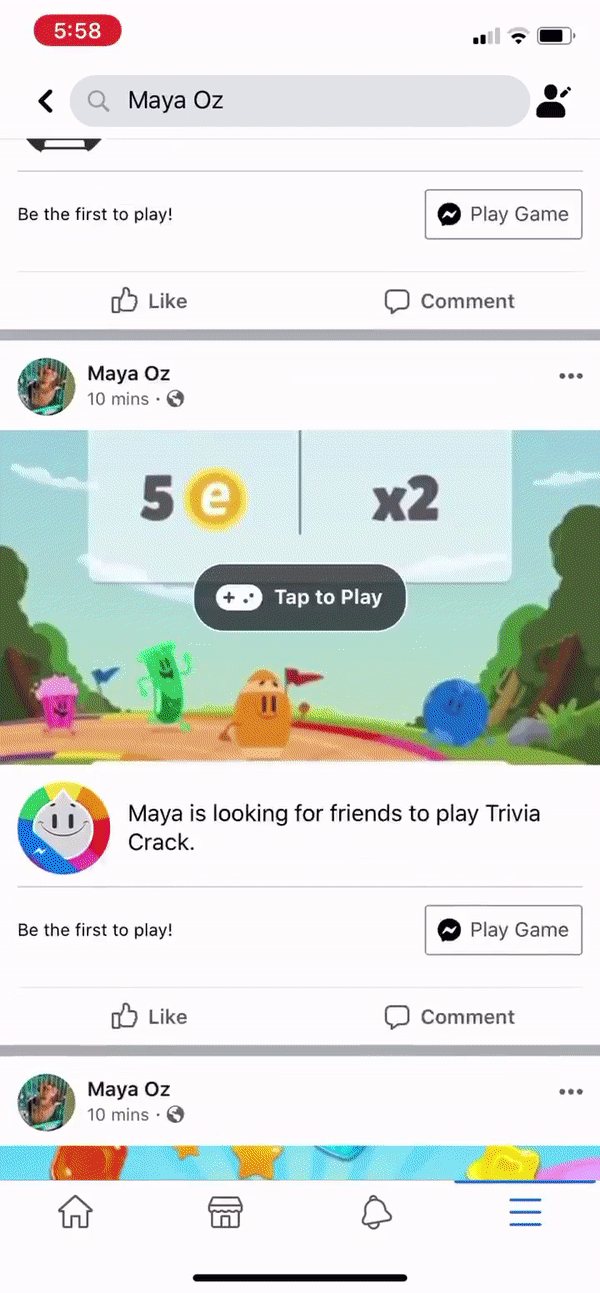 5:58
Maya Oz
Be the first to play!
Play Game
Like
Comment
Maya Oz
10 mins ·
5 e
x2
Tap to Play
Maya is looking for friends to play Trivia
Crack.
Be the first to play!
Play Game
Like
Comment
Maya Oz
10 mins ·